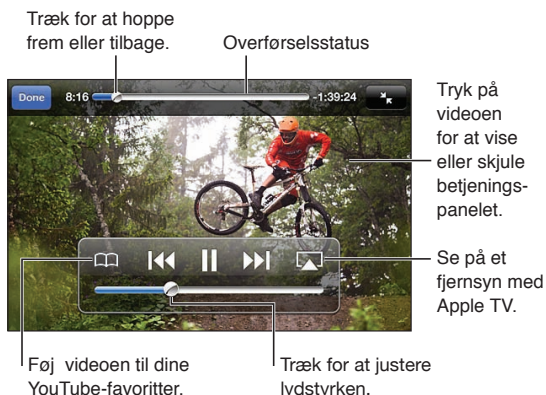 Træk for at hoppe
frem eller tilbage.
Overførselsstatus
Done
8:16
-1:39:24
Tryk på
videoen
for at vise
eller skjule
betjenings-
panelet.
Se på et
fjernsyn med
Apple TV.
Føj videoen til dine
YouTube-favoritter.
Træk for at justere
lydstyrken.